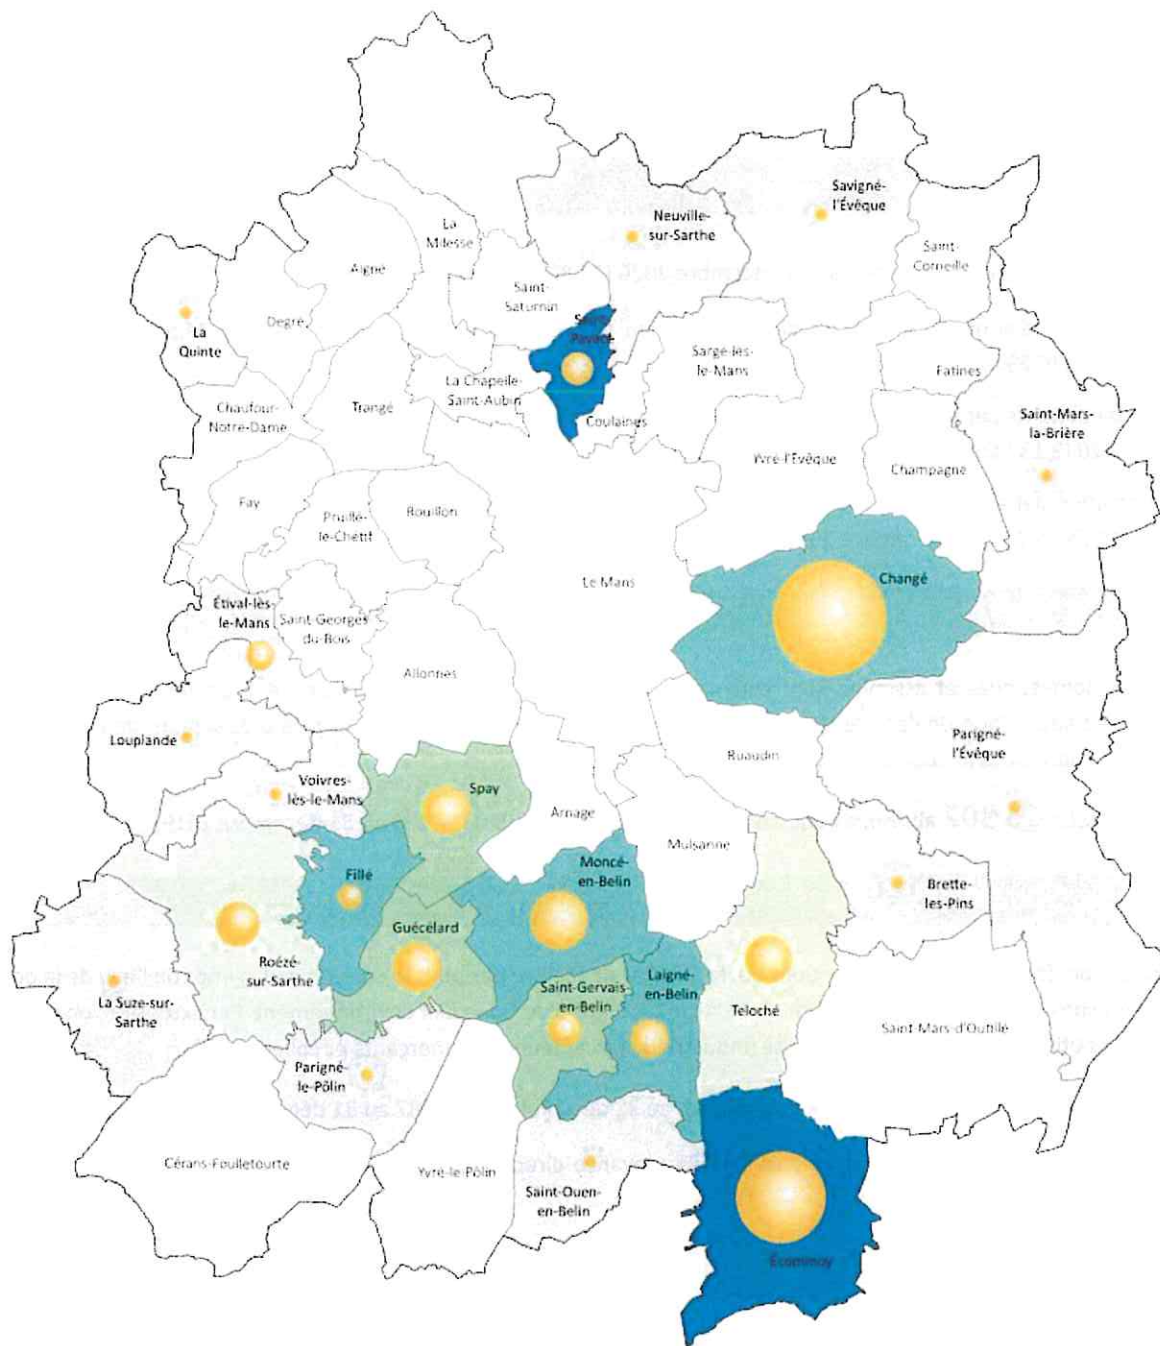 Savigné-
l'Évêque
Neuville-
sur-Sarthe
La
Milesse
Saint-
Corneille
Aigné
Saint-
Saturnin
Degré
La
Quinte
Saint-
Pavace
Sargé-lès-
le-Mans
Fatines
La Chapelle-
Saint-Aubin
Trangé
Chaufour-
Notre-Dame
Coulaines
Saint-Mars-
la-Brière
Yvré-l'Évêque
Champagné
Fay
Rouillon
Pruillé-
le-Chétif
Le Mans
Changé
Étival-lès-
le-Mans
Saint-Georges
du-Bois
Allonnes
Louplande
Parigné-
l'Évêque
Ruaudin
Voivres-
lès-le-Mans
Spay
Arnage
Mulsanne
Moncé-
en-Belin
Fillé
Brette-
les-Pins
Guécélard
Roëzé-
sur-Sarthe
Laigné-
en-Belin
Saint-Gervais-
en-Belin
La Suze-sur-
Sarthe
Teloché
Saint-Mars-d'Outillé
Parigné-
le-Pôlin
Cérans-Foulletourte
Yvré-le-Pôlin
Saint-Ouen-
en-Belin
Écommoy